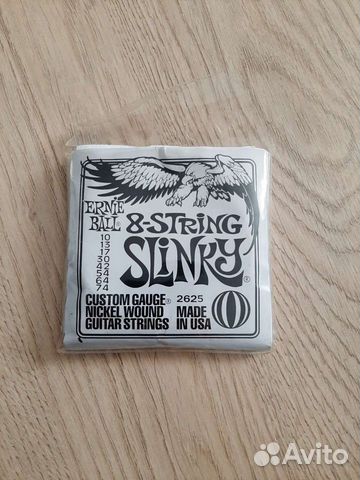 ERNIE BALL®
8-STRING
SLINKY®
10
13
17
30
42
54
64
74
CUSTOM GAUGE® 2625
NICKEL WOUND MADE
GUITAR STRINGS IN USA
Avito